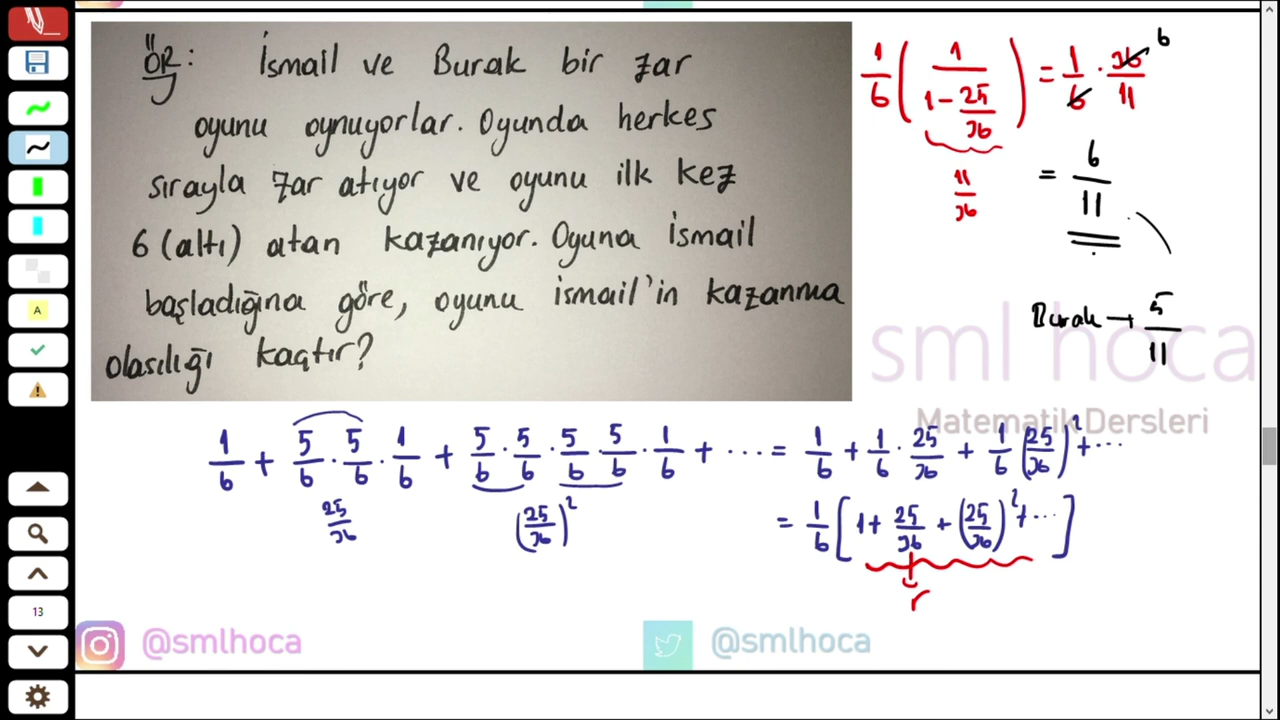 ÖR: İsmail ve Burak bir zar
oyunu oynuyorlar. Oyunda herkes
sırayla zar atıyor ve oyunu ilk kez
6 (altı) atan kazanıyor. Oyuna İsmail
başladığına göre, oyunu ismail'in kazanma
olasılığı kaçtır?
1/6 ( 1/(1 - 25/36) ) = 1/6 · 36/11 6
11/36
= 6/11
Burak → 5/11
sml hoca
Matematik Dersleri
1/6 + 5/6 · 5/6 · 1/6 + 5/6 · 5/6 · 5/6 · 5/6 · 1/6 + ··· = 1/6 + 1/6 · 25/36 + 1/6 (25/36)² + ···
25/36 (25/36)²
= 1/6 [ 1 + 25/36 + (25/36)² + ··· ]
r
@smlhoca @smlhoca
A
13